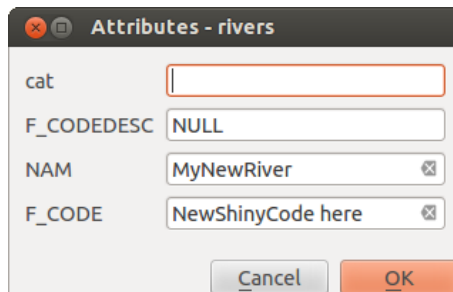 Attributes - rivers
cat
F_CODEDESC NULL
NAM MyNewRiver
F_CODE NewShinyCode here
Cancel OK